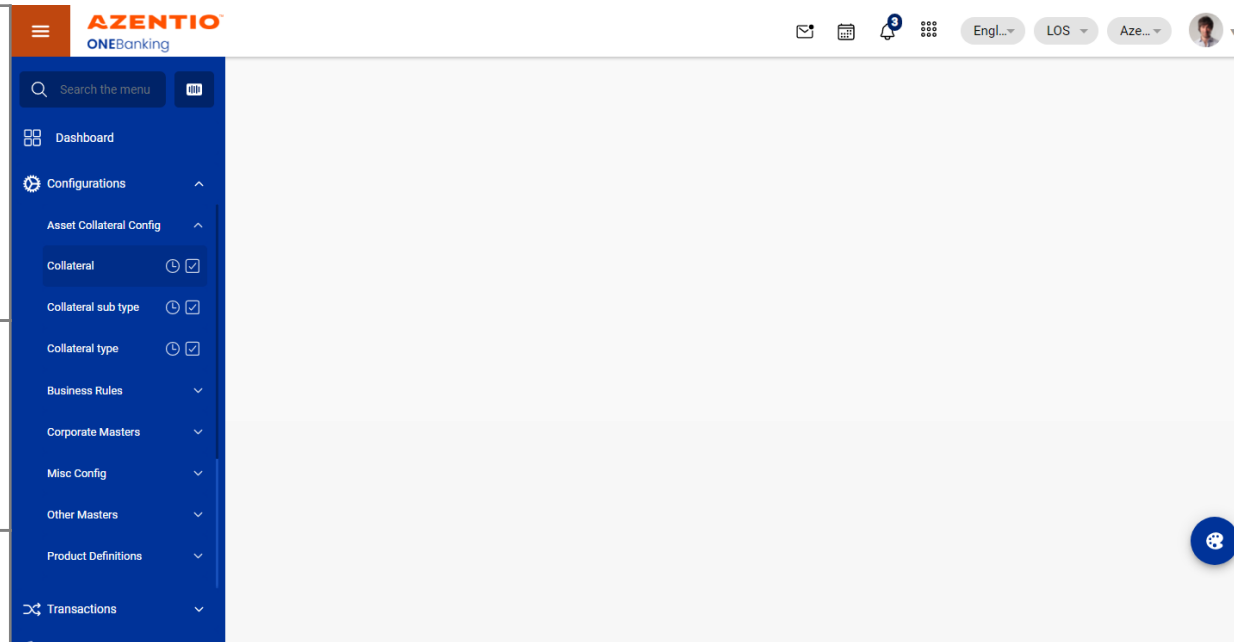 AZENTIO
ONEBanking
3
Engl...
LOS
Aze...
Search the menu
Dashboard
Configurations
Asset Collateral Config
Collateral
Collateral sub type
Collateral type
Business Rules
Corporate Masters
Misc Config
Other Masters
Product Definitions
Transactions